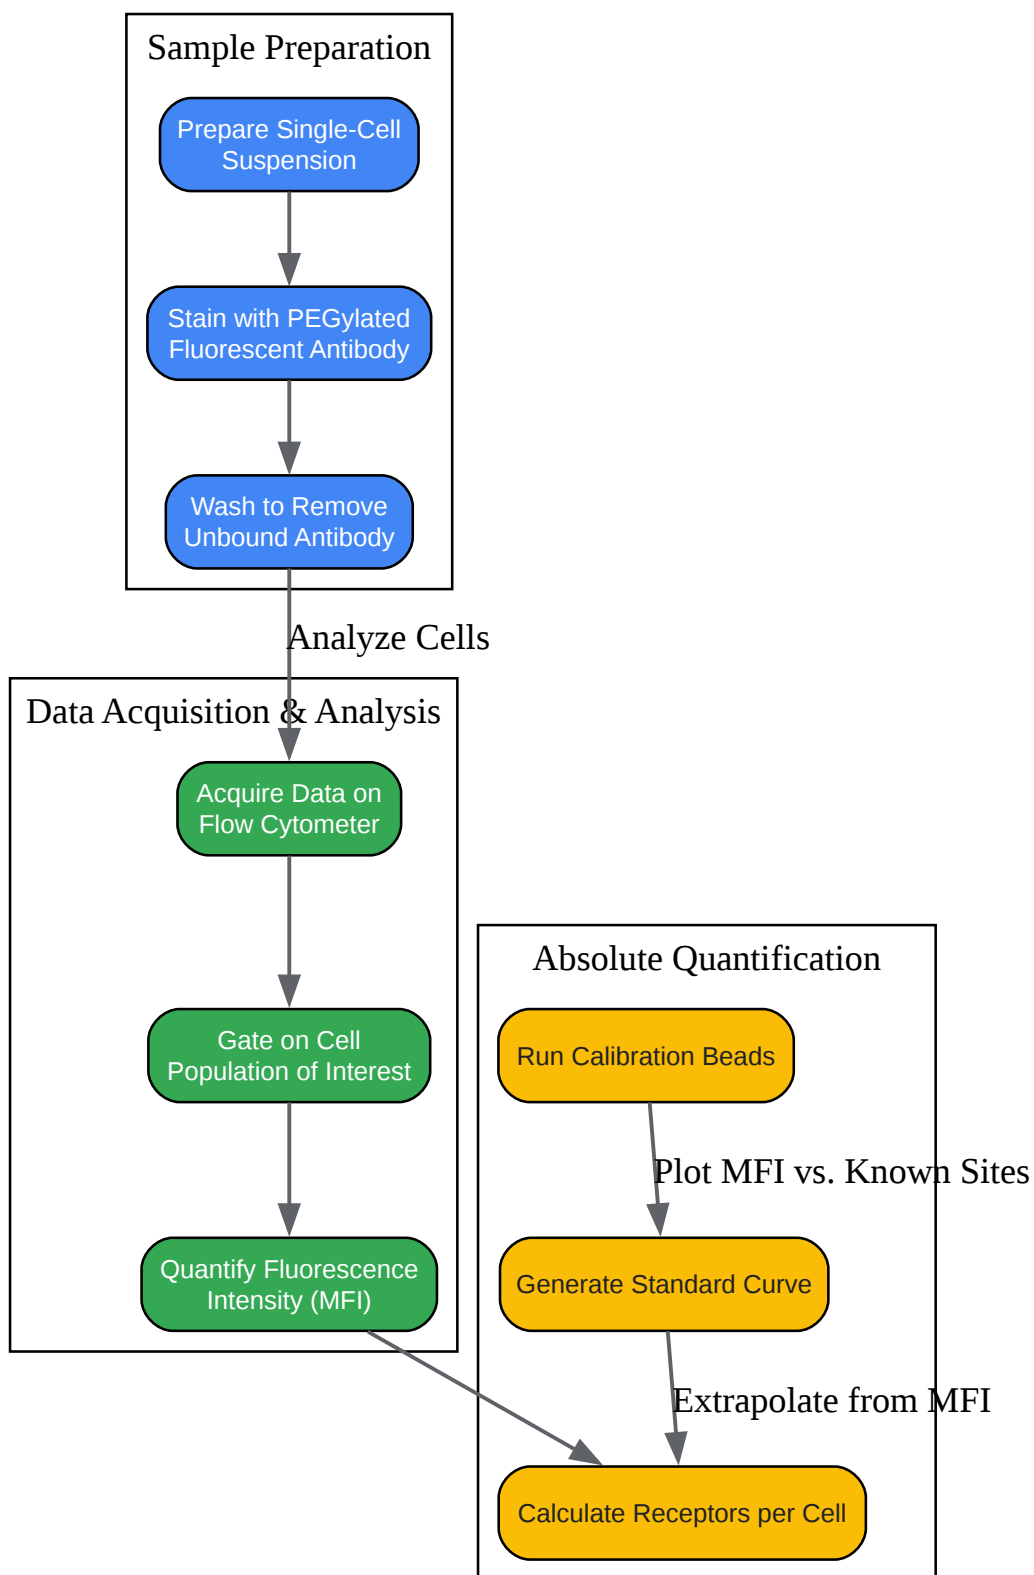 Sample Preparation
Prepare Single-Cell
Suspension
Stain with PEGylated
Fluorescent Antibody
Wash to Remove
Unbound Antibody
Analyze Cells
Data Acquisition & Analysis
Acquire Data on
Flow Cytometer
Gate on Cell
Population of Interest
Quantify Fluorescence
Intensity (MFI)
Absolute Quantification
Run Calibration Beads
Plot MFI vs. Known Sites
Generate Standard Curve
Extrapolate from MFI
Calculate Receptors per Cell